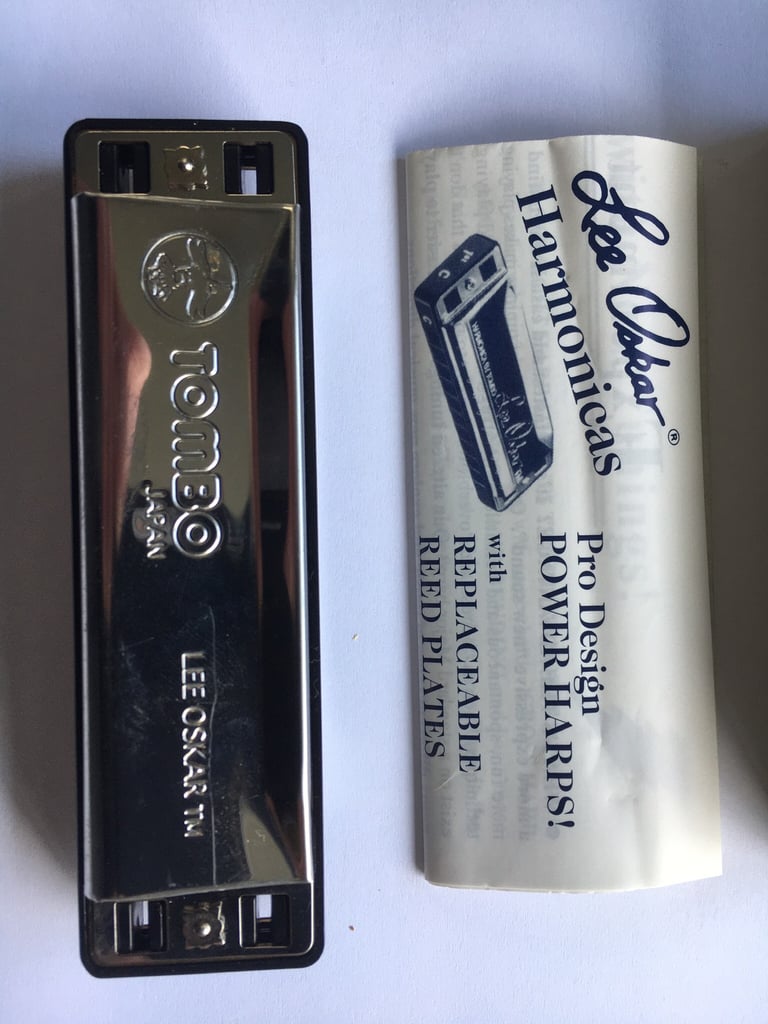 TOMBO
JAPAN
LEE OSKAR TM
Lee Oskar®
Harmonicas
Pro Design
POWER HARPS!
with
REPLACEABLE
REED PLATES